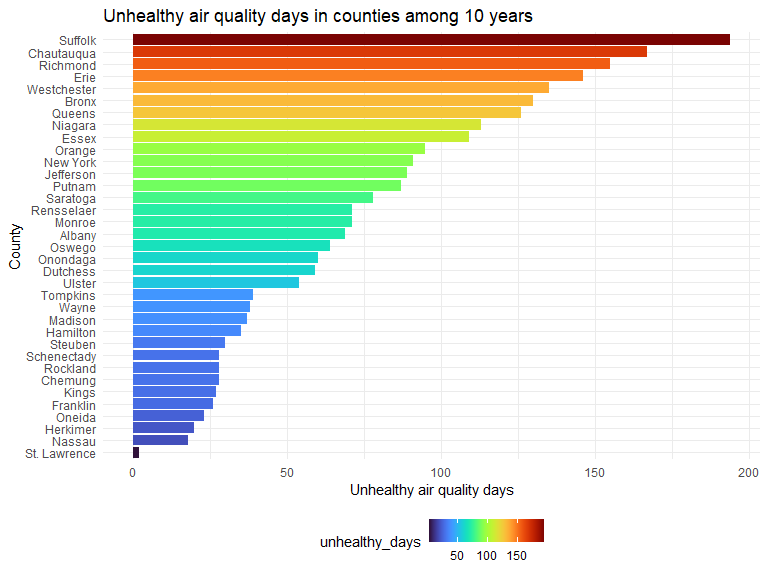 Unhealthy air quality days in counties among 10 years
Suffolk
Chautauqua
Richmond
Erie
Westchester
Bronx
Queens
Niagara
Essex
Orange
New York
Jefferson
Putnam
Saratoga
Rensselaer
Monroe
Albany
Oswego
Onondaga
Dutchess
Ulster
Tompkins
Wayne
Madison
Hamilton
Steuben
Schenectady
Rockland
Chemung
Kings
Franklin
Oneida
Herkimer
Nassau
St. Lawrence
County
0 50 100 150 200
Unhealthy air quality days
unhealthy_days
50 100 150